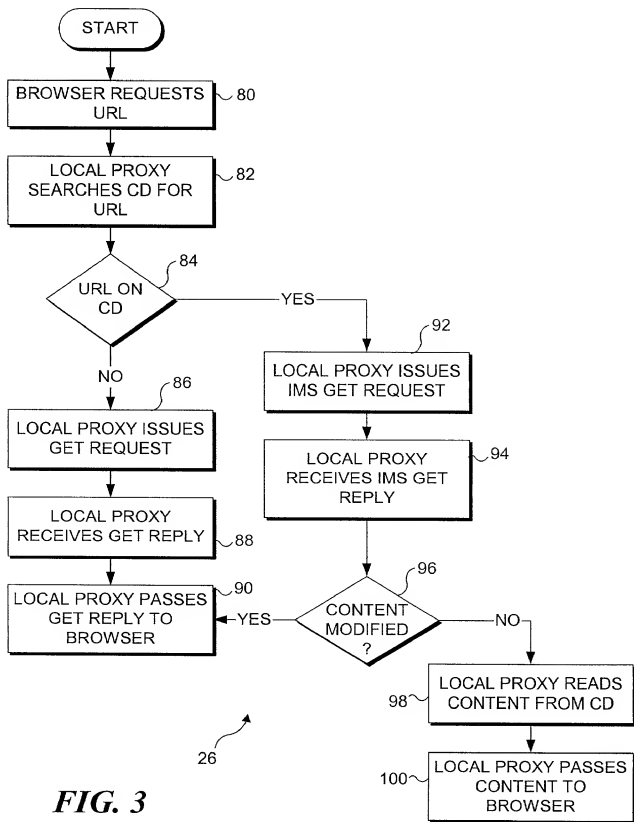 START
BROWSER REQUESTS
URL
80
LOCAL PROXY
SEARCHES CD FOR
URL
82
URL ON
CD
84
YES
NO
LOCAL PROXY ISSUES
GET REQUEST
86
LOCAL PROXY
RECEIVES GET REPLY
88
LOCAL PROXY PASSES
GET REPLY TO
BROWSER
90
LOCAL PROXY ISSUES
IMS GET REQUEST
92
LOCAL PROXY
RECEIVES IMS GET
REPLY
94
CONTENT
MODIFIED
?
96
YES
NO
LOCAL PROXY READS
CONTENT FROM CD
98
LOCAL PROXY PASSES
CONTENT TO
BROWSER
100
26
FIG. 3